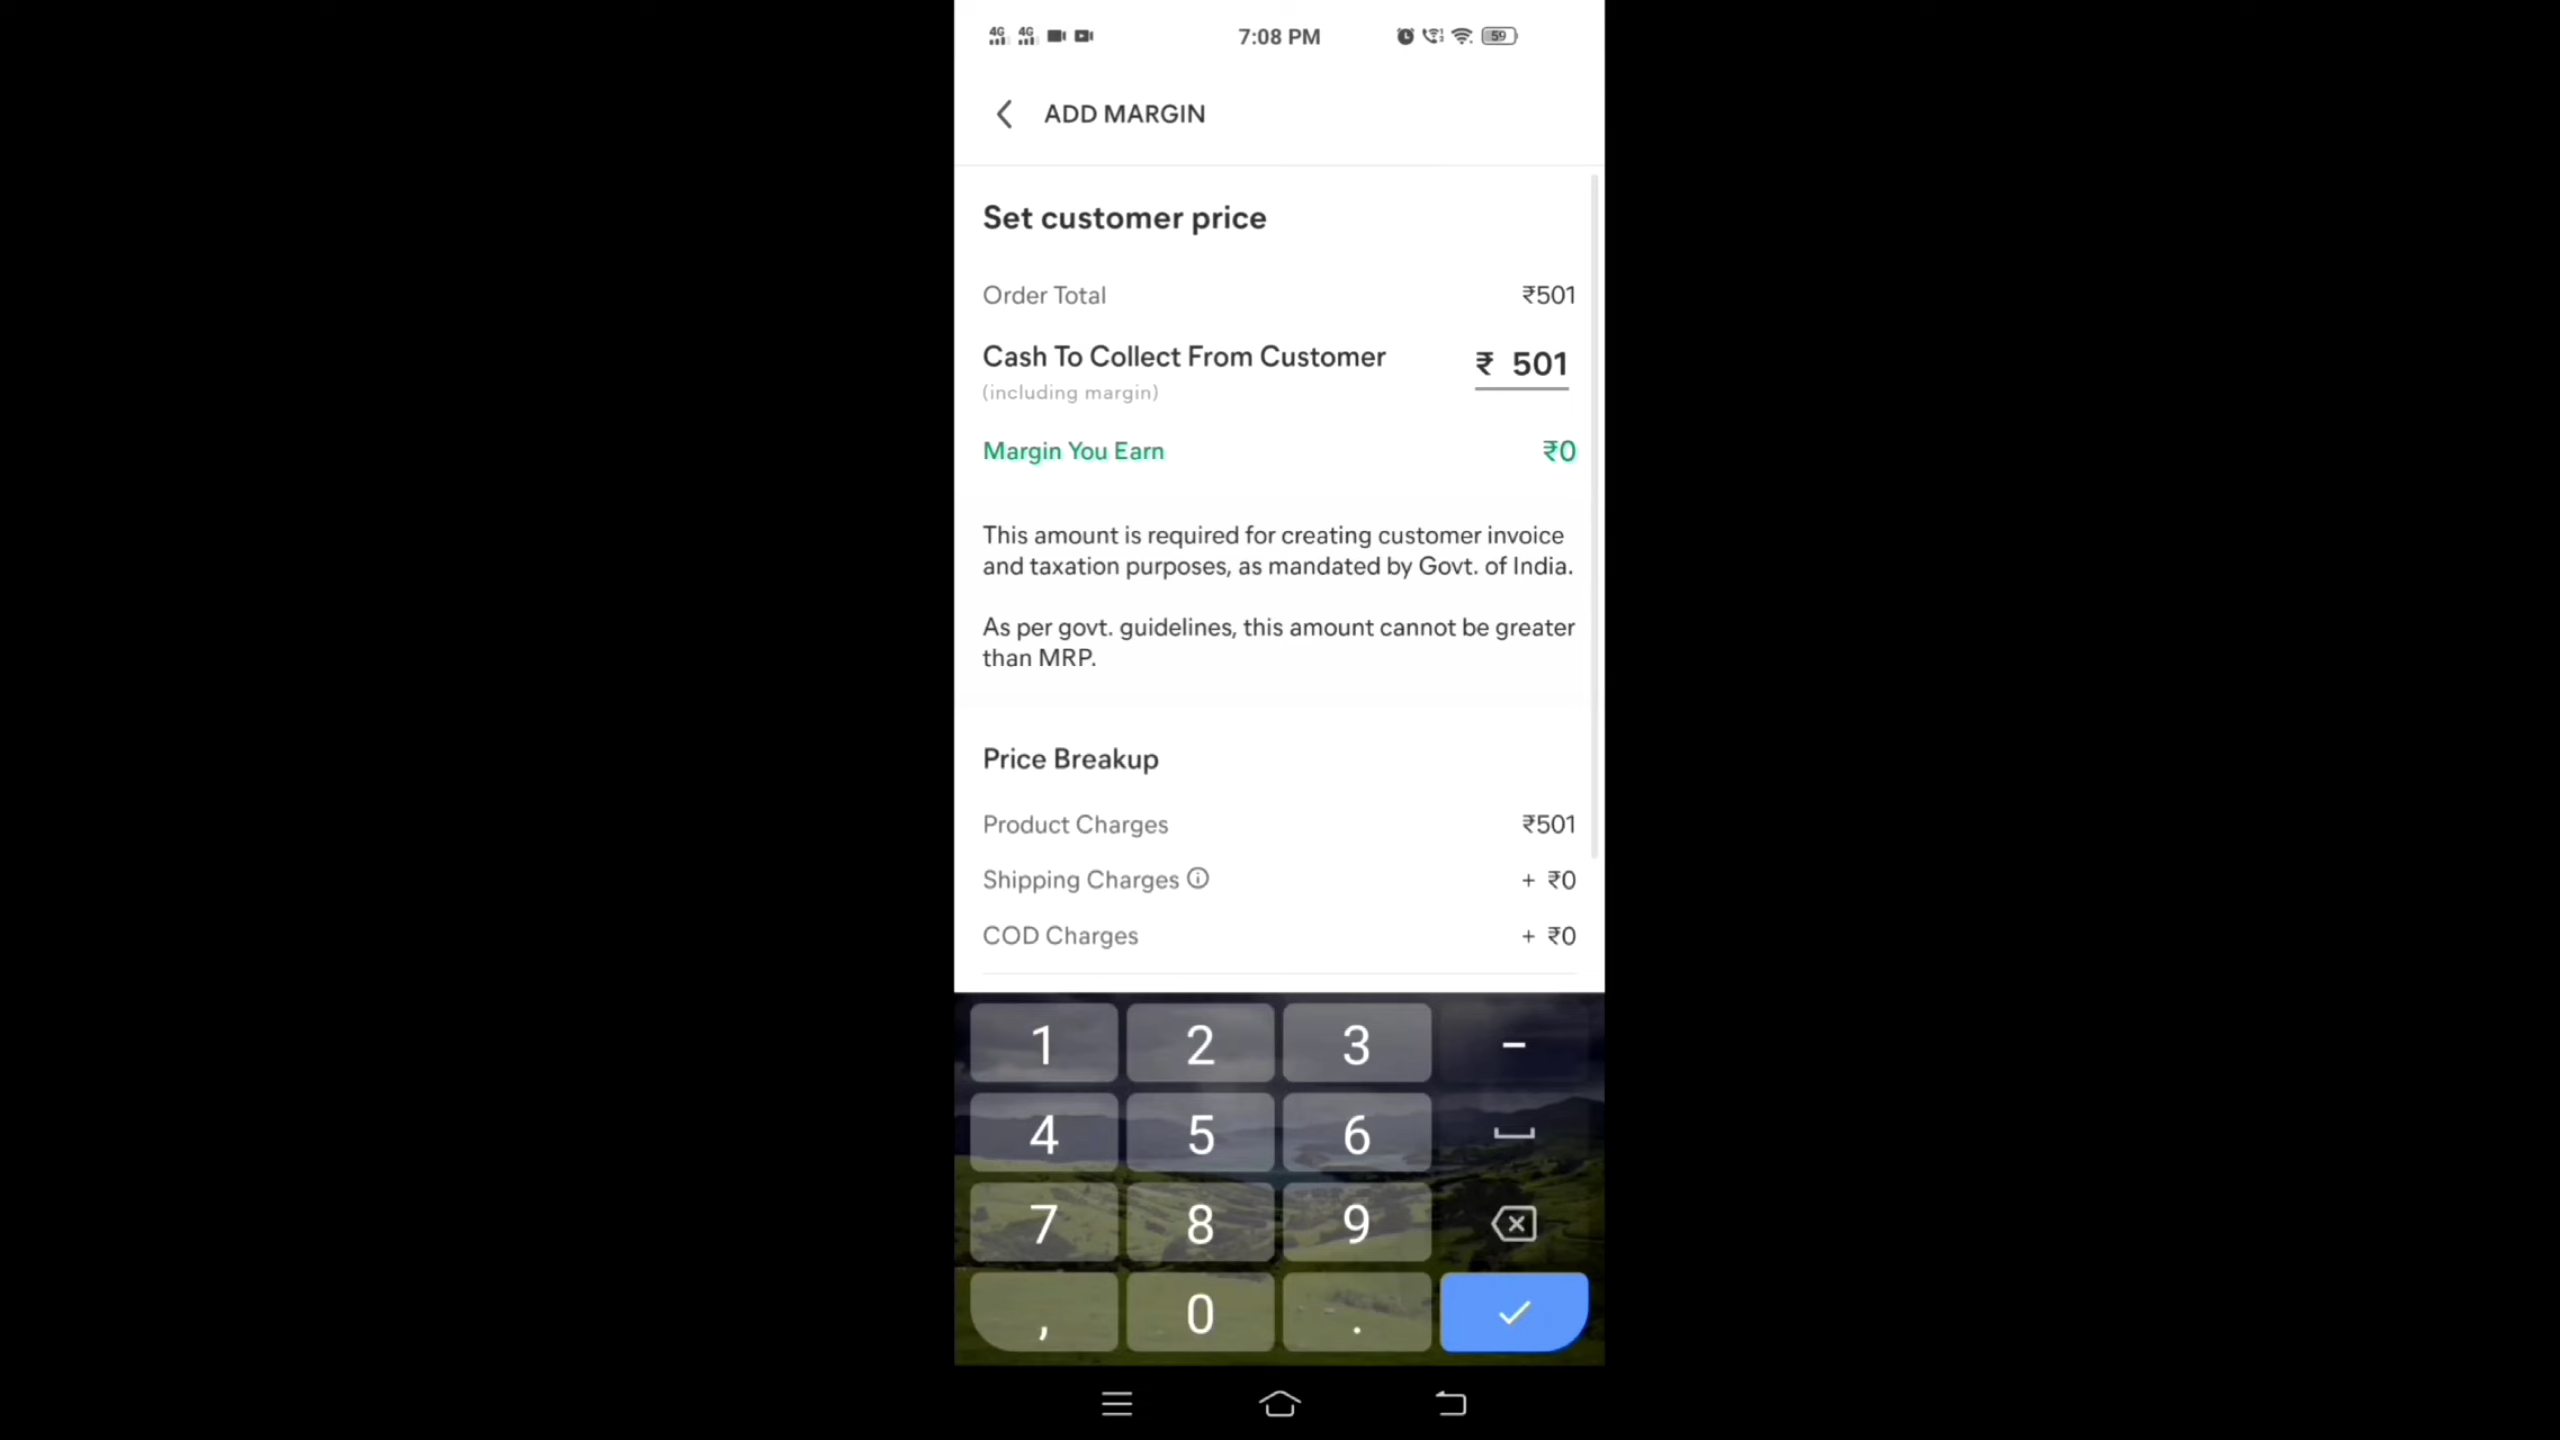 4G 4G 7:08 PM 59
ADD MARGIN
Set customer price
Order Total ₹501
Cash To Collect From Customer ₹ 501
(including margin)
Margin You Earn ₹0
This amount is required for creating customer invoice
and taxation purposes, as mandated by Govt. of India.
As per govt. guidelines, this amount cannot be greater
than MRP.
Price Breakup
Product Charges ₹501
Shipping Charges + ₹0
COD Charges + ₹0
1 2 3 -
4 5 6
7 8 9
, 0 .